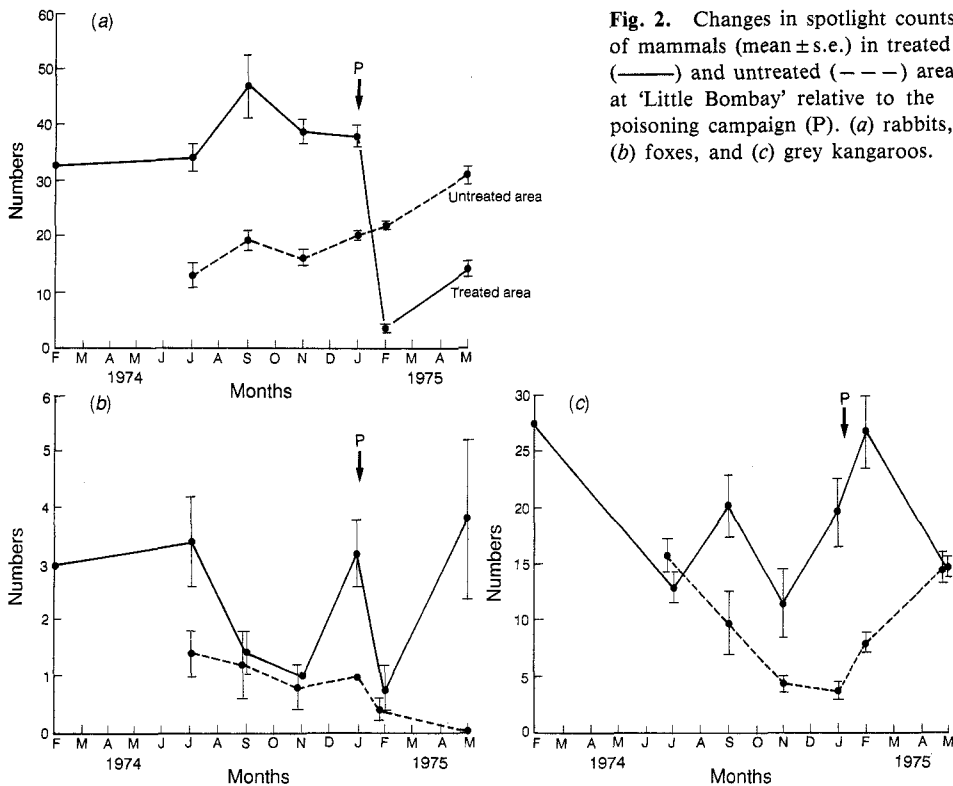 (a)
P
Numbers
60
50
40
30
20
10
0
Untreated area
Treated area
F M A M J J A S O N D J F M A M
1974 1975
Months
Fig. 2. Changes in spotlight counts
of mammals (mean ± s.e.) in treated
(——) and untreated (– – –) area
at ‘Little Bombay’ relative to the
poisoning campaign (P). (a) rabbits,
(b) foxes, and (c) grey kangaroos.
(b)
P
Numbers
6
5
4
3
2
1
0
F M A M J J A S O N D J F M A M
1974 1975
Months
(c)
P
Numbers
30
25
20
15
10
5
0
F M A M J J A S O N D J F M A M
1974 1975
Months